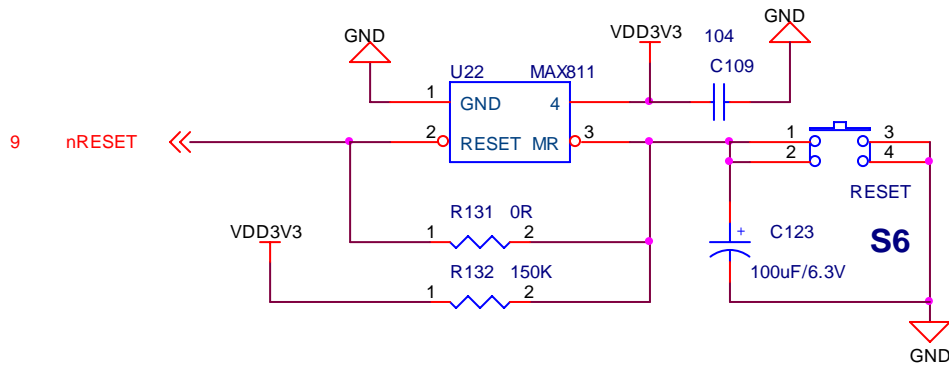 GND VDD3V3 104 GND
U22 MAX811 C109
1 GND 4
9 nRESET 2 RESET MR 3 1 3
2 4
RESET
R131 0R
1 2
VDD3V3 C123 S6
R132 150K 100uF/6.3V
1 2
+
GND